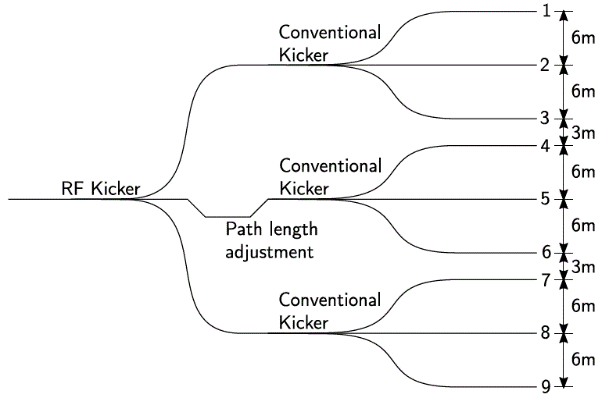 1
Conventional
Kicker
6m
2
6m
3
3m
Conventional
Kicker
4
6m
RF Kicker
5
Path length
adjustment
6m
6
3m
Conventional
Kicker
7
6m
8
6m
9